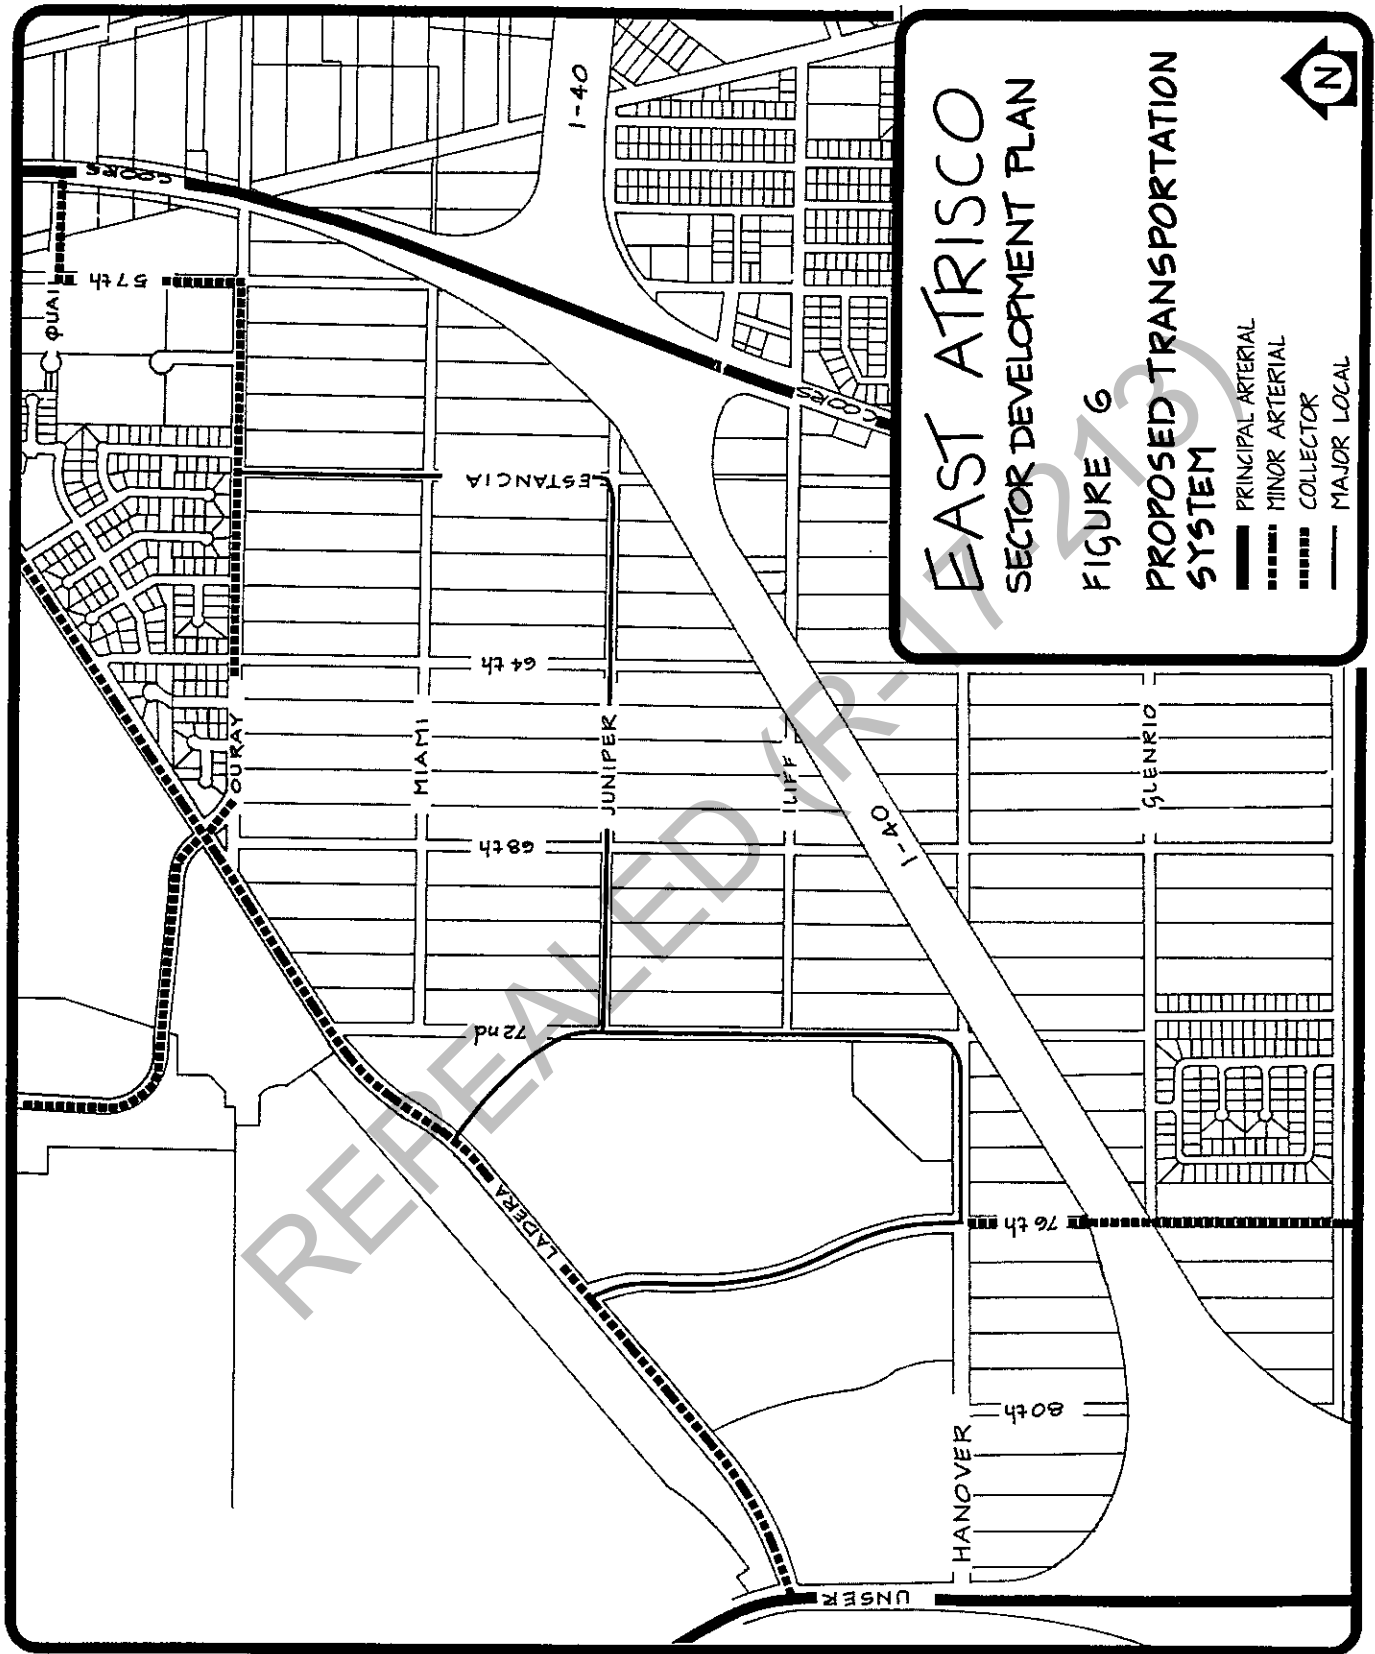 EAST ATRISCO
SECTOR DEVELOPMENT PLAN
FIGURE 6
PROPOSED TRANSPORTATION
SYSTEM
PRINCIPAL ARTERIAL
MINOR ARTERIAL
COLLECTOR
MAJOR LOCAL
N
COORS
I-40
57th
QUAIL
COORS
ESTANCIA
64th
OURAY
MIAMI
JUNIPER
ILIFF
GLENRIO
68th
I-40
72nd
LADERA
76th
80th
HANOVER
UNSER
REPEALED (R-17-213)